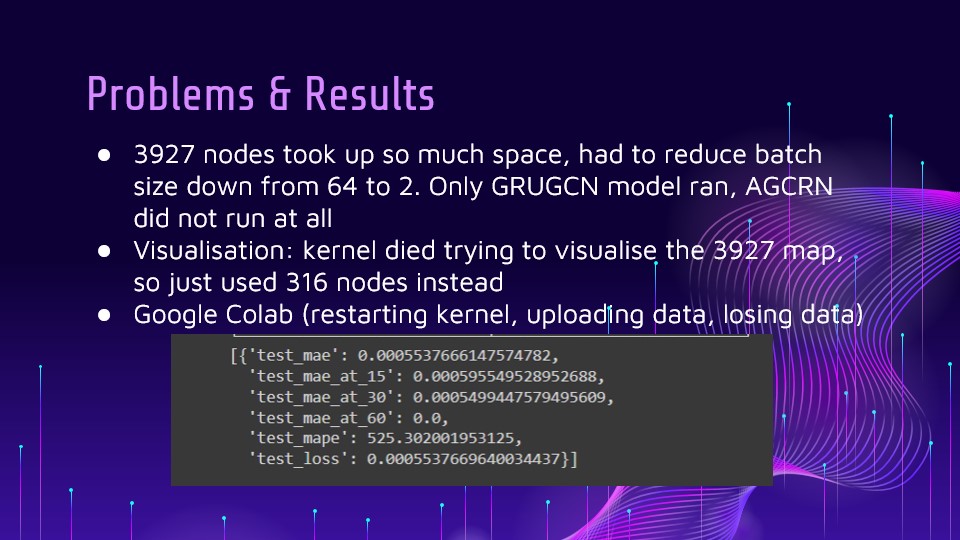 Problems & Results
● 3927 nodes took up so much space, had to reduce batch
size down from 64 to 2. Only GRUGCN model ran, AGCRN
did not run at all
● Visualisation: kernel died trying to visualise the 3927 map,
so just used 316 nodes instead
● Google Colab (restarting kernel, uploading data, losing data)
[{'test_mae': 0.0005537666147574782,
'test_mae_at_15': 0.000595549528952688,
'test_mae_at_30': 0.0005499447579495609,
'test_mae_at_60': 0.0,
'test_mape': 525.302001953125,
'test_loss': 0.0005537669640034437}]